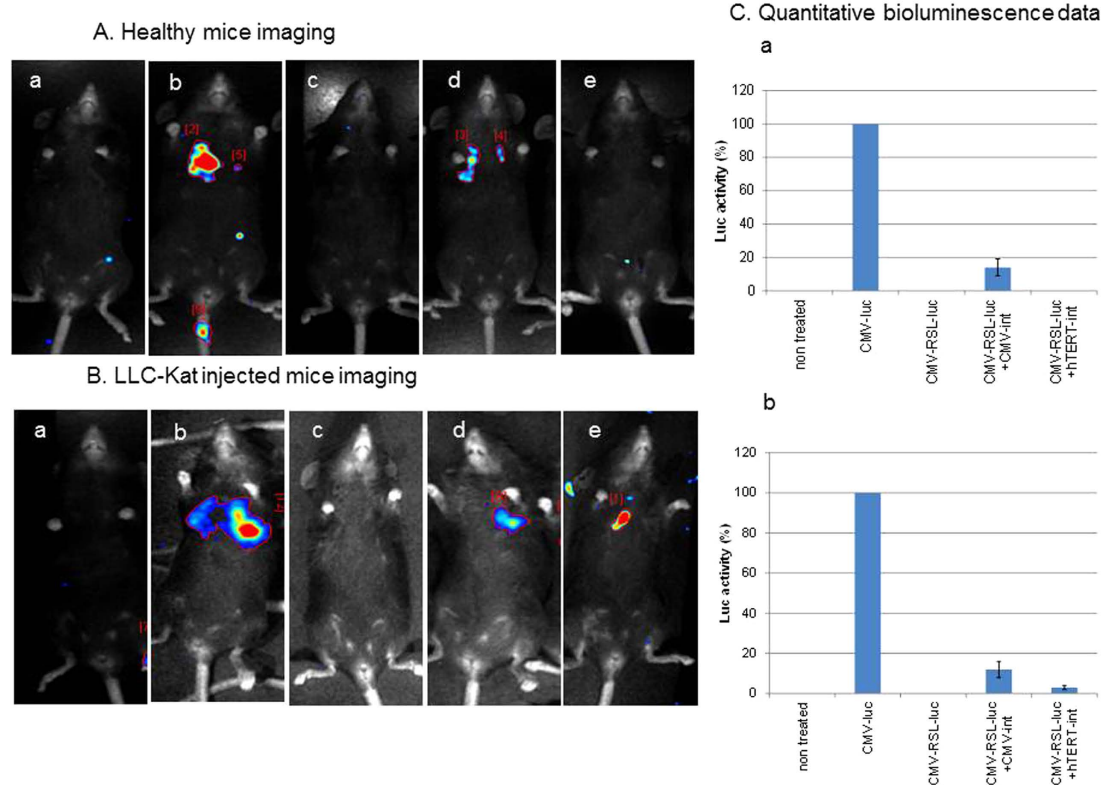 A. Healthy mice imaging
a
b
c
d
e
[2]
[5]
[3]
[4]
B. LLC-Kat injected mice imaging
a
b
c
d
e
[1]
C. Quantitative bioluminescence data
a
Luc activity (%)
120
100
80
60
40
20
0
non treated
CMV-luc
CMV-RSL-luc
CMV-RSL-luc
+CMV-int
CMV-RSL-luc
+hTERT-int
b
Luc activity (%)
120
100
80
60
40
20
0
non treated
CMV-luc
CMV-RSL-luc
CMV-RSL-luc
+CMV-int
CMV-RSL-luc
+hTERT-int